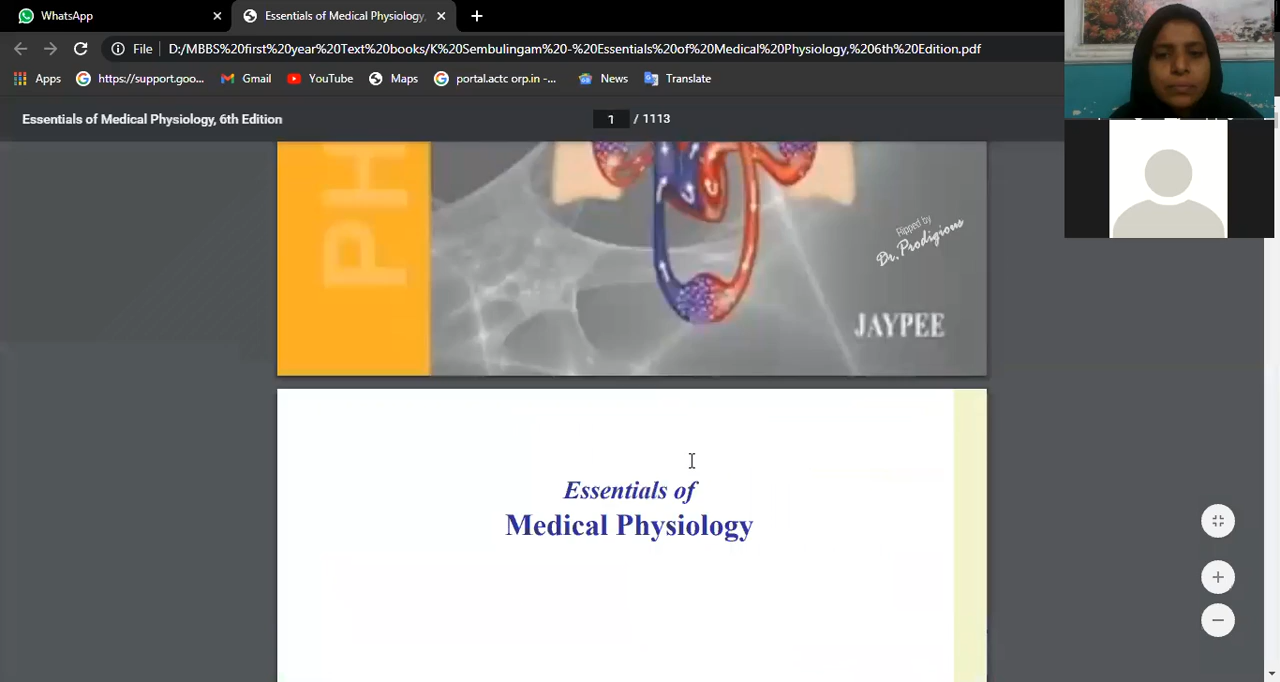 WhatsApp
Essentials of Medical Physiology,
File
D:/MBBS%20first%20year%20Text%20books/K%20Sembulingam%20-%20Essentials%20of%20Medical%20Physiology,%206th%20Edition.pdf
Apps
https://support.goo...
Gmail
YouTube
Maps
portal.actc orp.in -...
News
Translate
Essentials of Medical Physiology, 6th Edition
1 / 1113
PH
Ripped by
Dr. Prodigious
JAYPEE
Essentials of
Medical Physiology